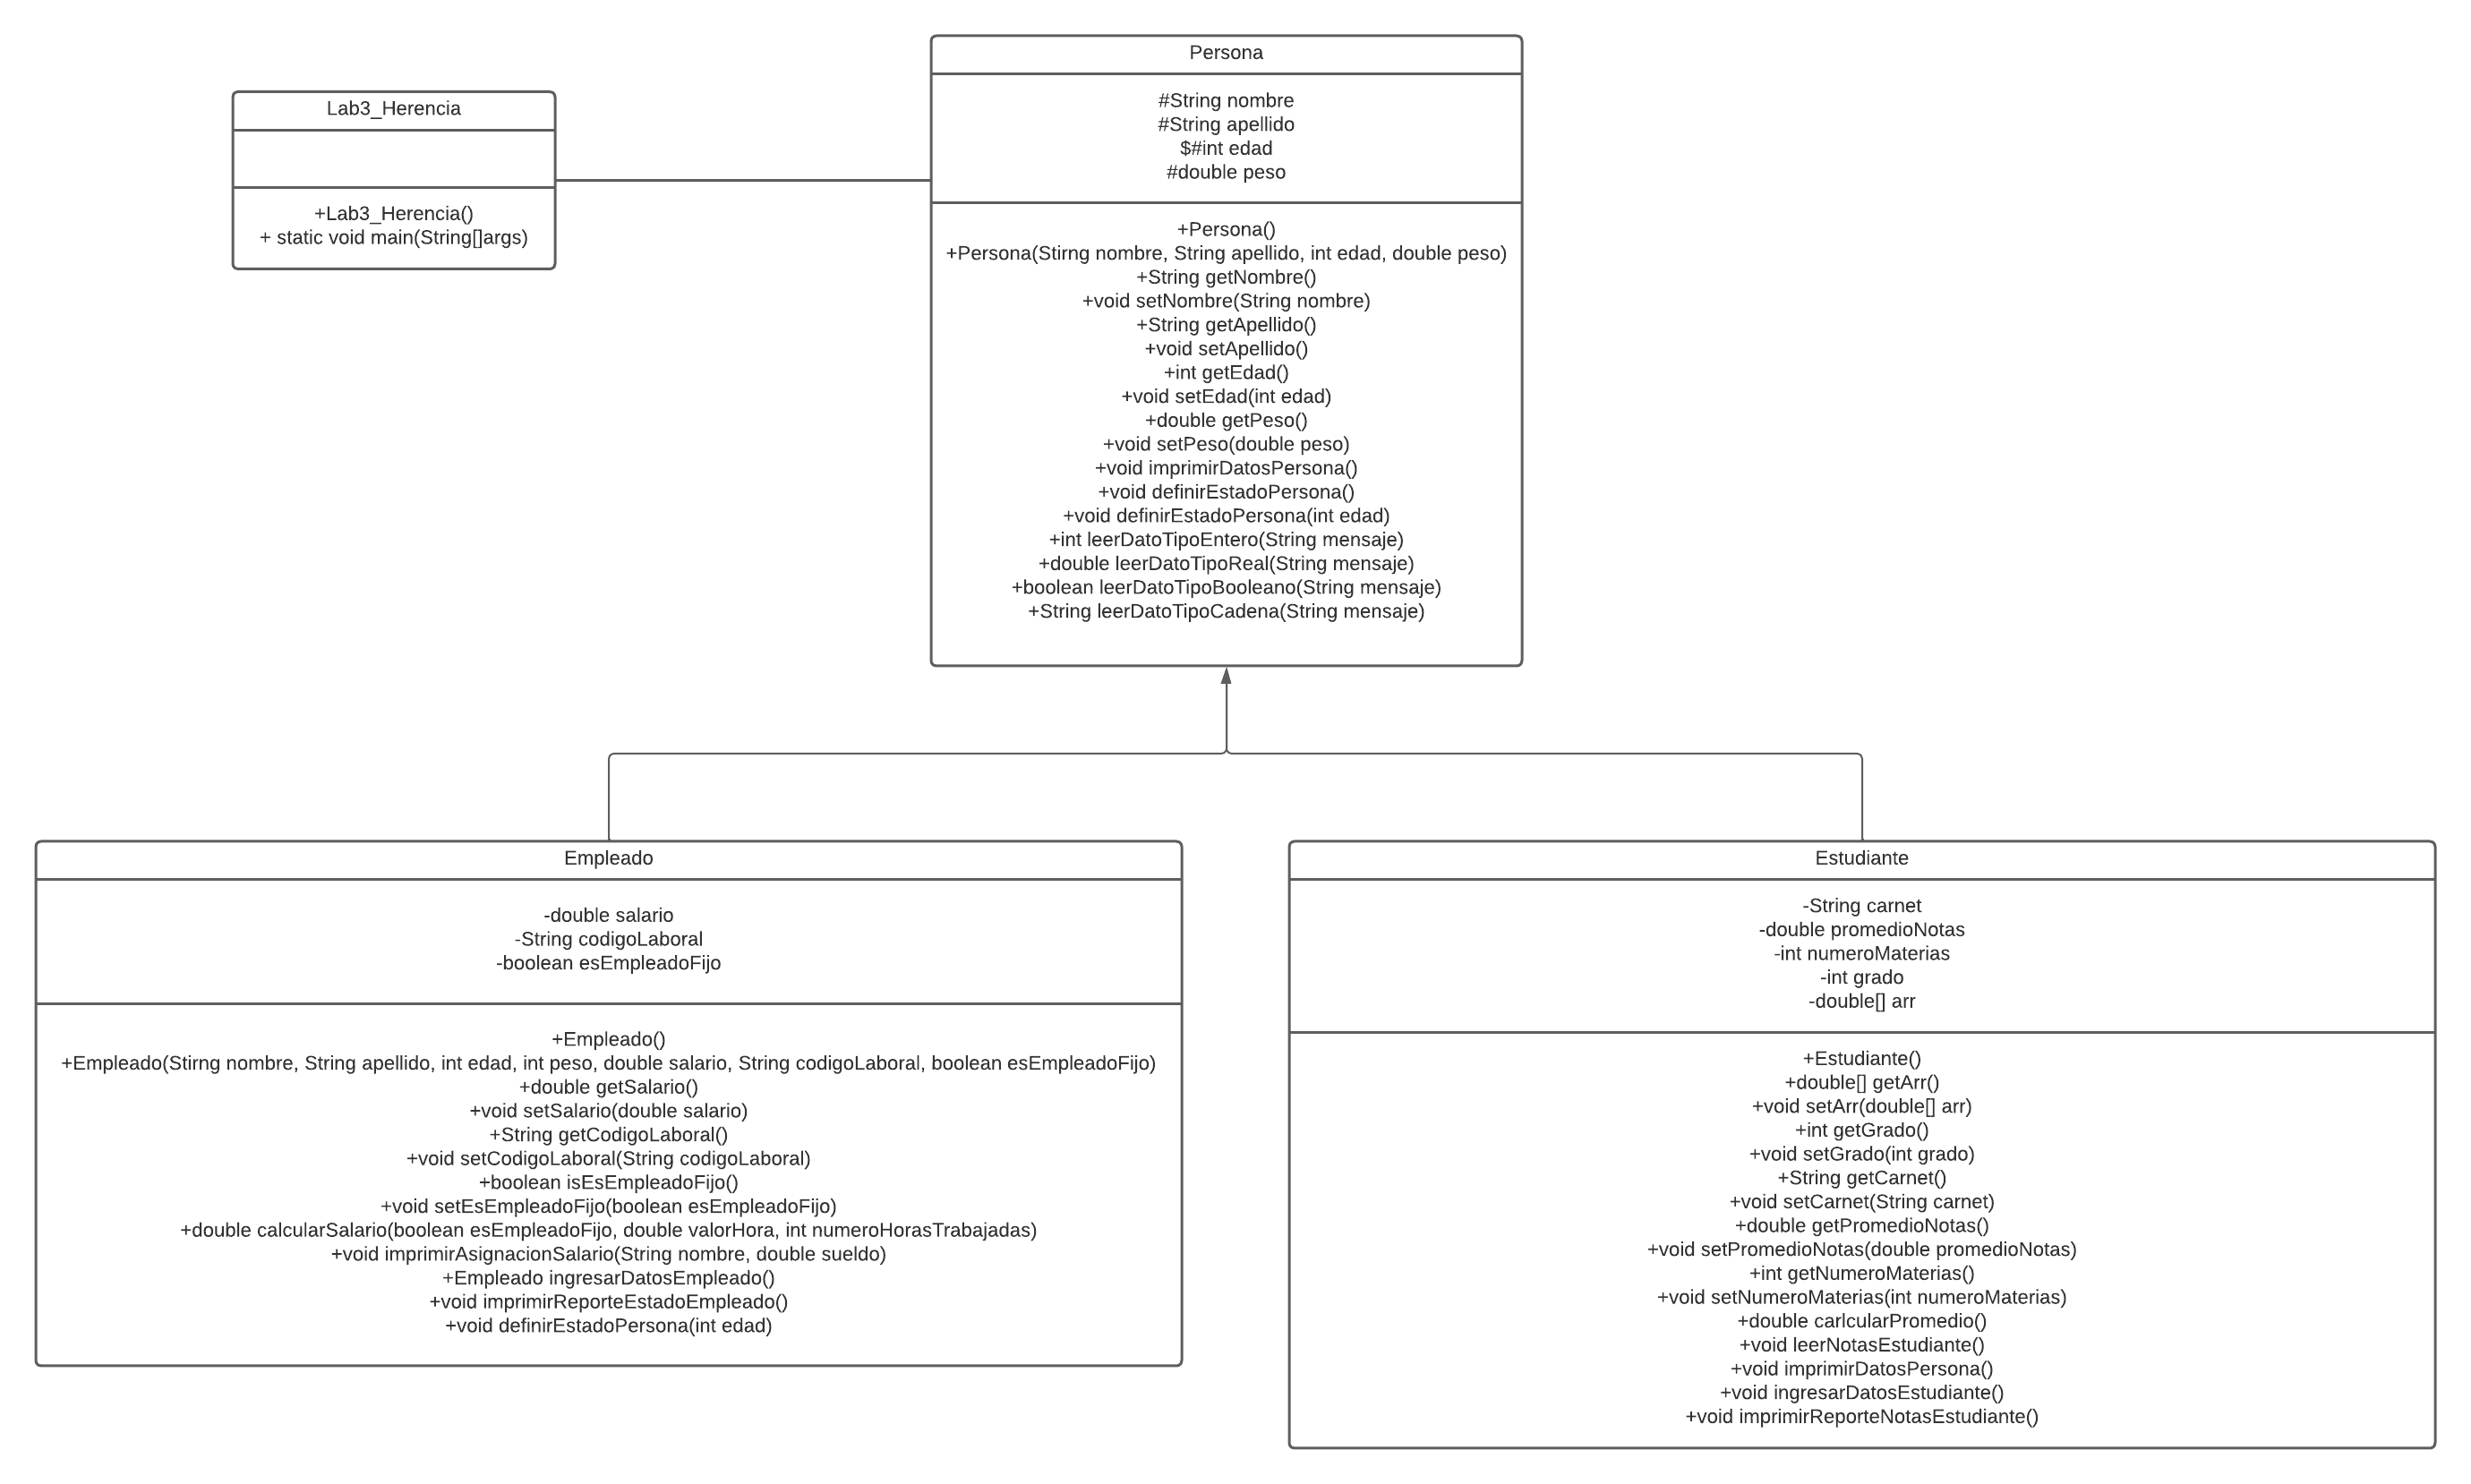 Persona
#String nombre
#String apellido
$#int edad
#double peso
+Persona()
+Persona(Stirng nombre, String apellido, int edad, double peso)
+String getNombre()
+void setNombre(String nombre)
+String getApellido()
+void setApellido()
+int getEdad()
+void setEdad(int edad)
+double getPeso()
+void setPeso(double peso)
+void imprimirDatosPersona()
+void definirEstadoPersona()
+void definirEstadoPersona(int edad)
+int leerDatoTipoEntero(String mensaje)
+double leerDatoTipoReal(String mensaje)
+boolean leerDatoTipoBooleano(String mensaje)
+String leerDatoTipoCadena(String mensaje)
Lab3_Herencia
+Lab3_Herencia()
+ static void main(String[]args)
Empleado
-double salario
-String codigoLaboral
-boolean esEmpleadoFijo
+Empleado()
+Empleado(Stirng nombre, String apellido, int edad, int peso, double salario, String codigoLaboral, boolean esEmpleadoFijo)
+double getSalario()
+void setSalario(double salario)
+String getCodigoLaboral()
+void setCodigoLaboral(String codigoLaboral)
+boolean isEsEmpleadoFijo()
+void setEsEmpleadoFijo(boolean esEmpleadoFijo)
+double calcularSalario(boolean esEmpleadoFijo, double valorHora, int numeroHorasTrabajadas)
+void imprimirAsignacionSalario(String nombre, double sueldo)
+Empleado ingresarDatosEmpleado()
+void imprimirReporteEstadoEmpleado()
+void definirEstadoPersona(int edad)
Estudiante
-String carnet
-double promedioNotas
-int numeroMaterias
-int grado
-double[] arr
+Estudiante()
+double[] getArr()
+void setArr(double[] arr)
+int getGrado()
+void setGrado(int grado)
+String getCarnet()
+void setCarnet(String carnet)
+double getPromedioNotas()
+void setPromedioNotas(double promedioNotas)
+int getNumeroMaterias()
+void setNumeroMaterias(int numeroMaterias)
+double carlcularPromedio()
+void leerNotasEstudiante()
+void imprimirDatosPersona()
+void ingresarDatosEstudiante()
+void imprimirReporteNotasEstudiante()